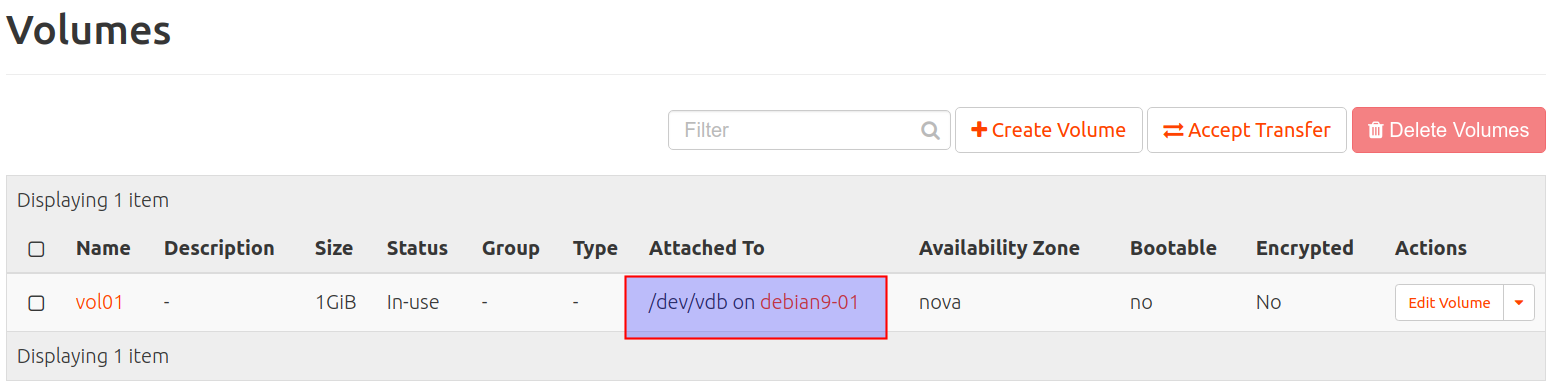 Volumes
Filter Create Volume Accept Transfer Delete Volumes
Displaying 1 item
Name Description Size Status Group Type Attached To Availability Zone Bootable Encrypted Actions
vol01 - 1GiB In-use - - /dev/vdb on debian9-01 nova no No Edit Volume
Displaying 1 item